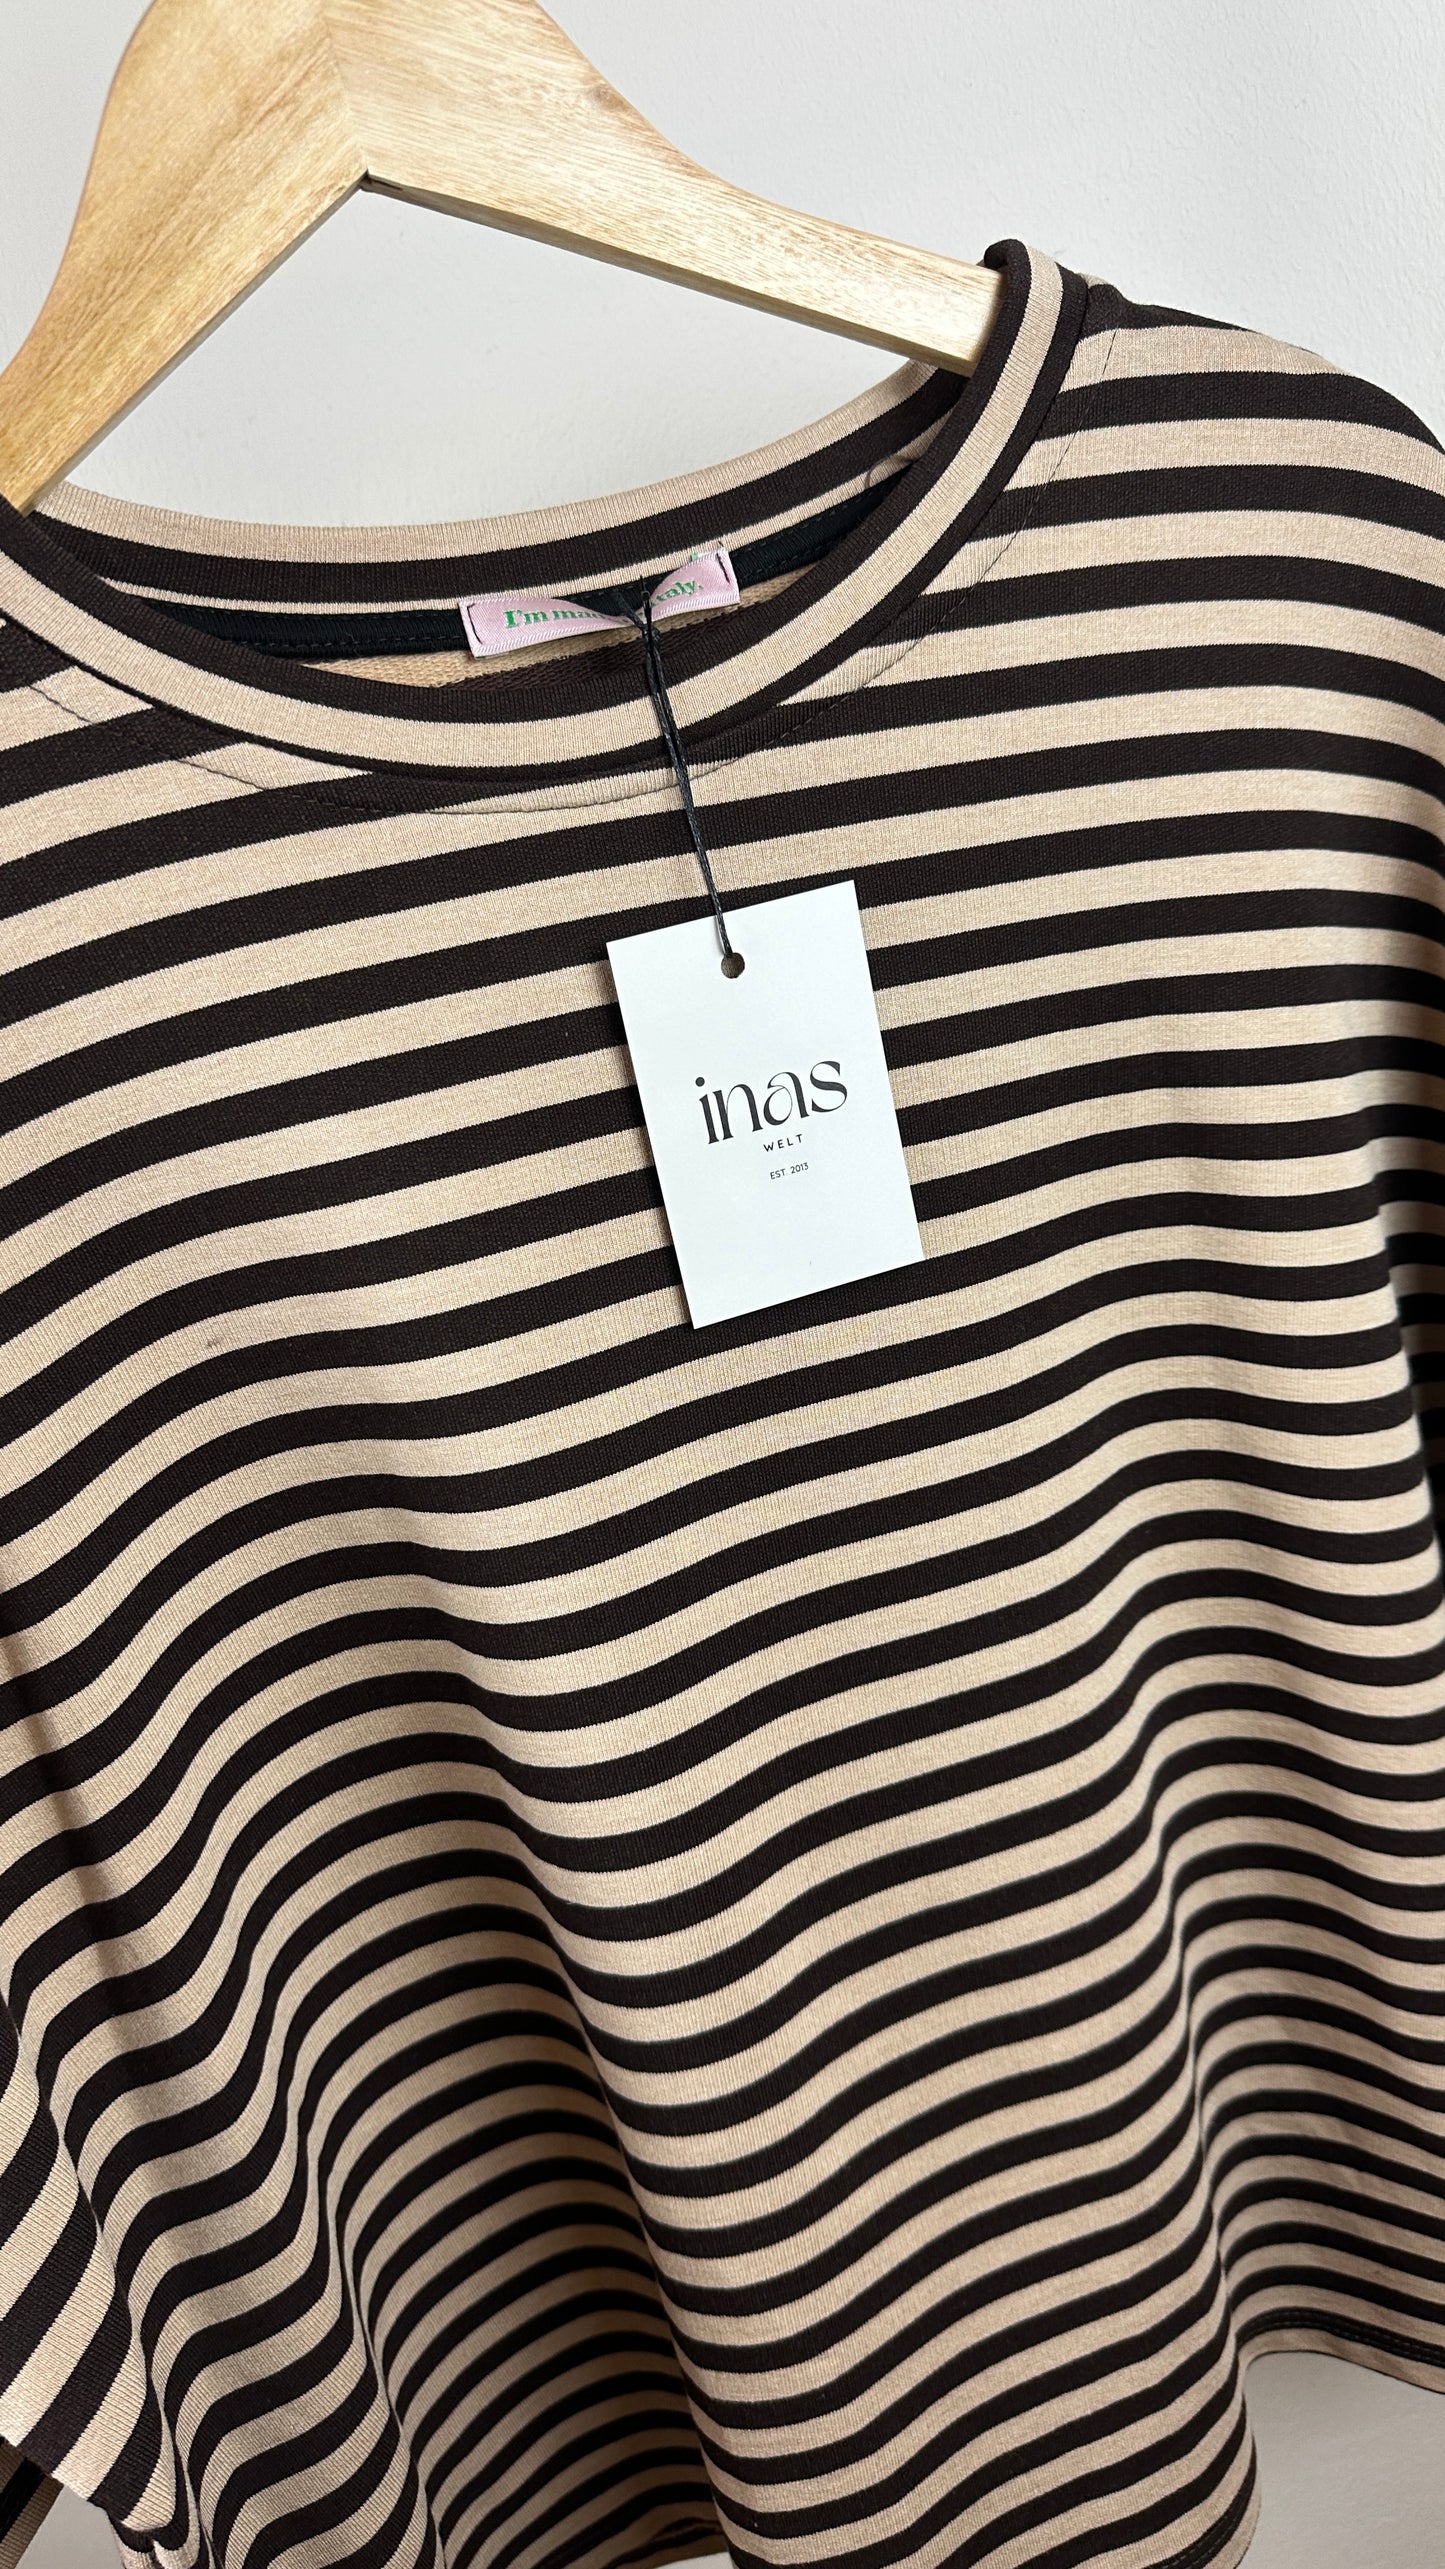 I'm
inas
WELT
EST. 2013